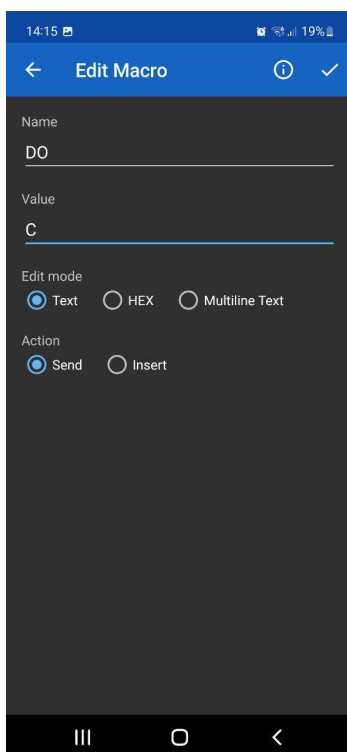 14:15 19%
Edit Macro
Name
DO
Value
C
Edit mode
Text HEX Multiline Text
Action
Send Insert